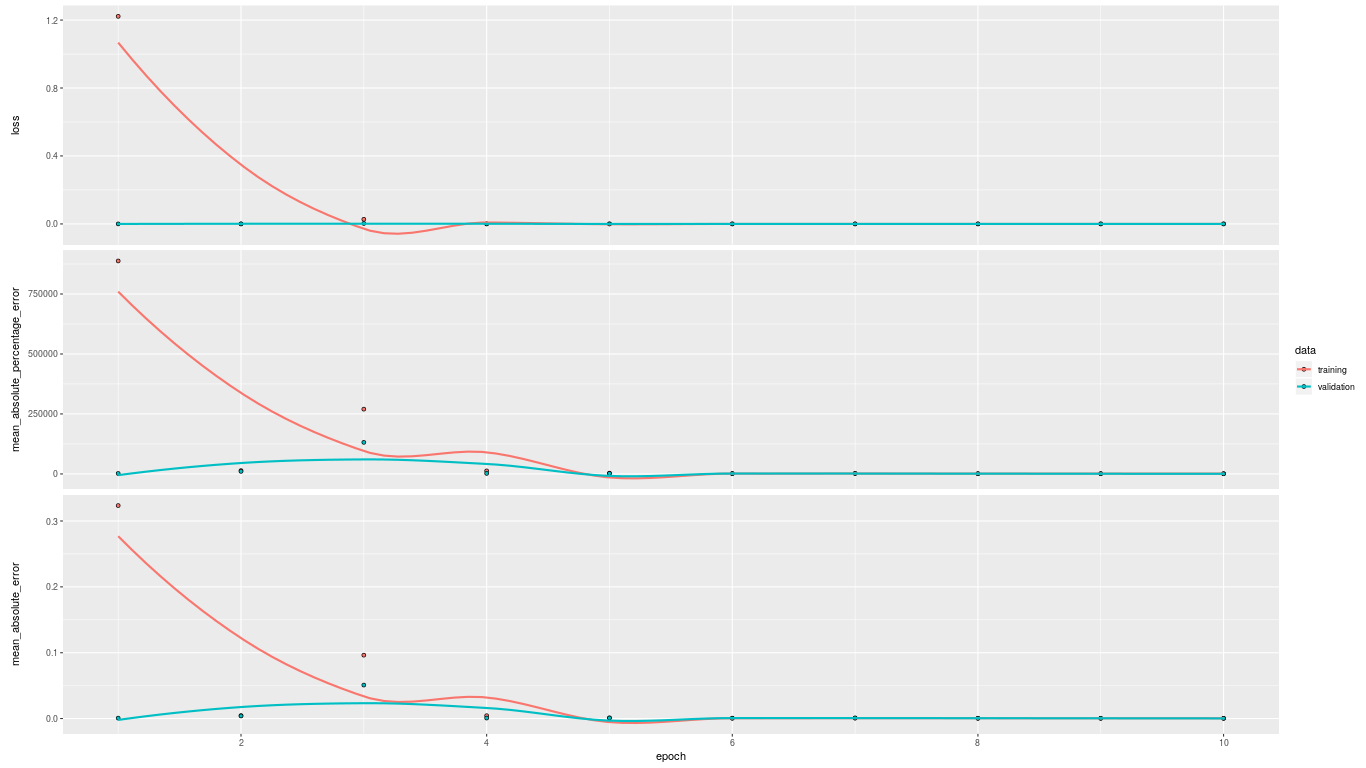 loss
1.2
0.8
0.4
0.0
mean_absolute_percentage_error
750000
500000
250000
0
mean_absolute_error
0.3
0.2
0.1
0.0
2
4
6
8
10
epoch
data
training
validation